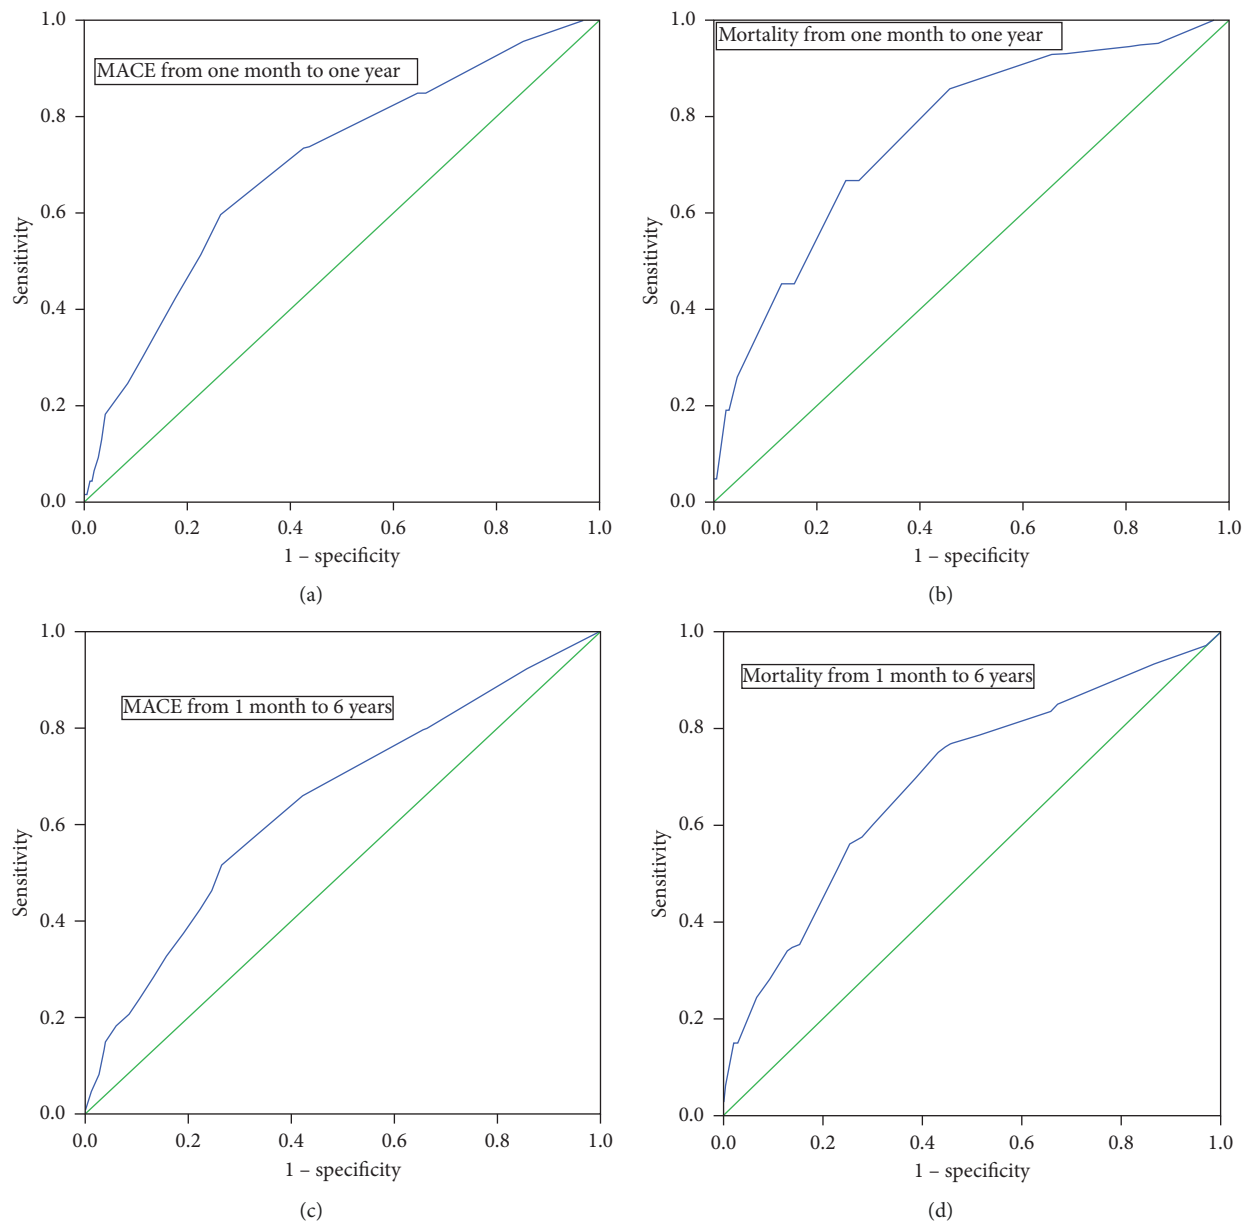 MACE from one month to one year
1.0
0.8
0.6
0.4
0.2
0.0
Sensitivity
0.0 0.2 0.4 0.6 0.8 1.0
1 – specificity
(a)
Mortality from one month to one year
1.0
0.8
0.6
0.4
0.2
0.0
Sensitivity
0.0 0.2 0.4 0.6 0.8 1.0
1 – specificity
(b)
MACE from 1 month to 6 years
1.0
0.8
0.6
0.4
0.2
0.0
Sensitivity
0.0 0.2 0.4 0.6 0.8 1.0
1 – specificity
(c)
Mortality from 1 month to 6 years
1.0
0.8
0.6
0.4
0.2
0.0
Sensitivity
0.0 0.2 0.4 0.6 0.8 1.0
1 – specificity
(d)